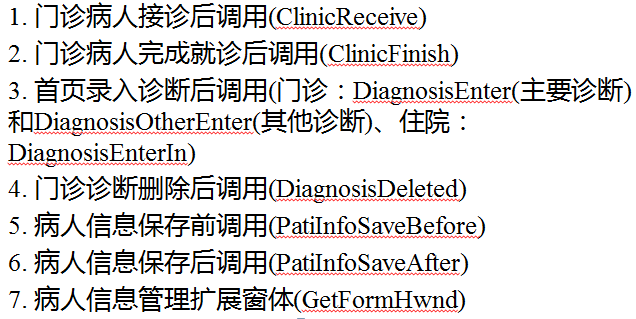 1. 门诊病人接诊后调用(ClinicReceive)
2. 门诊病人完成就诊后调用(ClinicFinish)
3. 首页录入诊断后调用(门诊：DiagnosisEnter(主要诊断)
和DiagnosisOtherEnter(其他诊断)、住院：
DiagnosisEnterIn)
4. 门诊诊断删除后调用(DiagnosisDeleted)
5. 病人信息保存前调用(PatiInfoSaveBefore)
6. 病人信息保存后调用(PatiInfoSaveAfter)
7. 病人信息管理扩展窗体(GetFormHwnd)